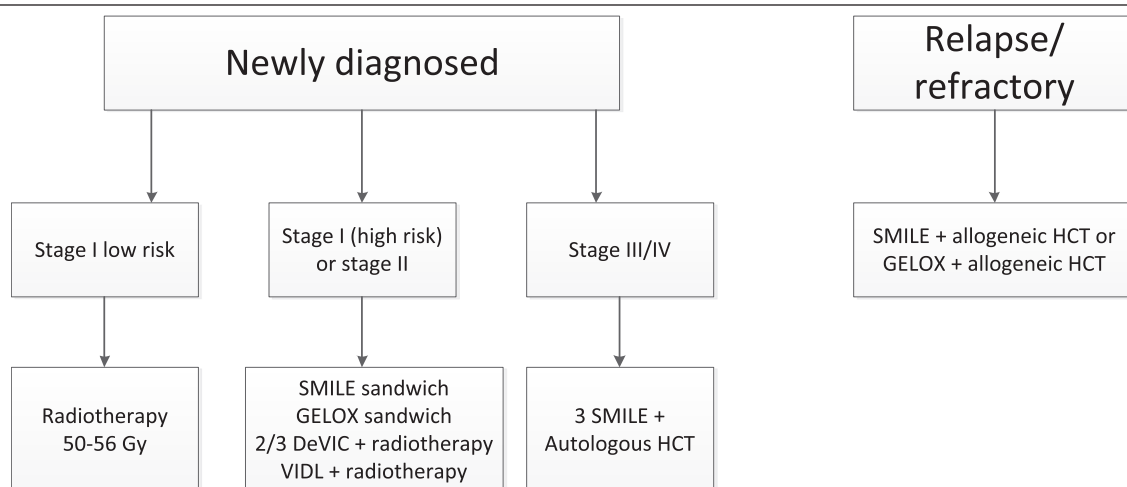 Newly diagnosed
Relapse/
refractory
Stage I low risk
Stage I (high risk)
or stage II
Stage III/IV
SMILE + allogeneic HCT or
GELOX + allogeneic HCT
Radiotherapy
50-56 Gy
SMILE sandwich
GELOX sandwich
2/3 DeVIC + radiotherapy
VIDL + radiotherapy
3 SMILE +
Autologous HCT